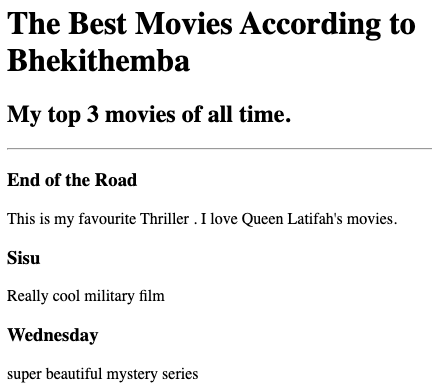 The Best Movies According to
Bhekithemba
My top 3 movies of all time.
End of the Road
This is my favourite Thriller . I love Queen Latifah's movies.
Sisu
Really cool military film
Wednesday
super beautiful mystery series